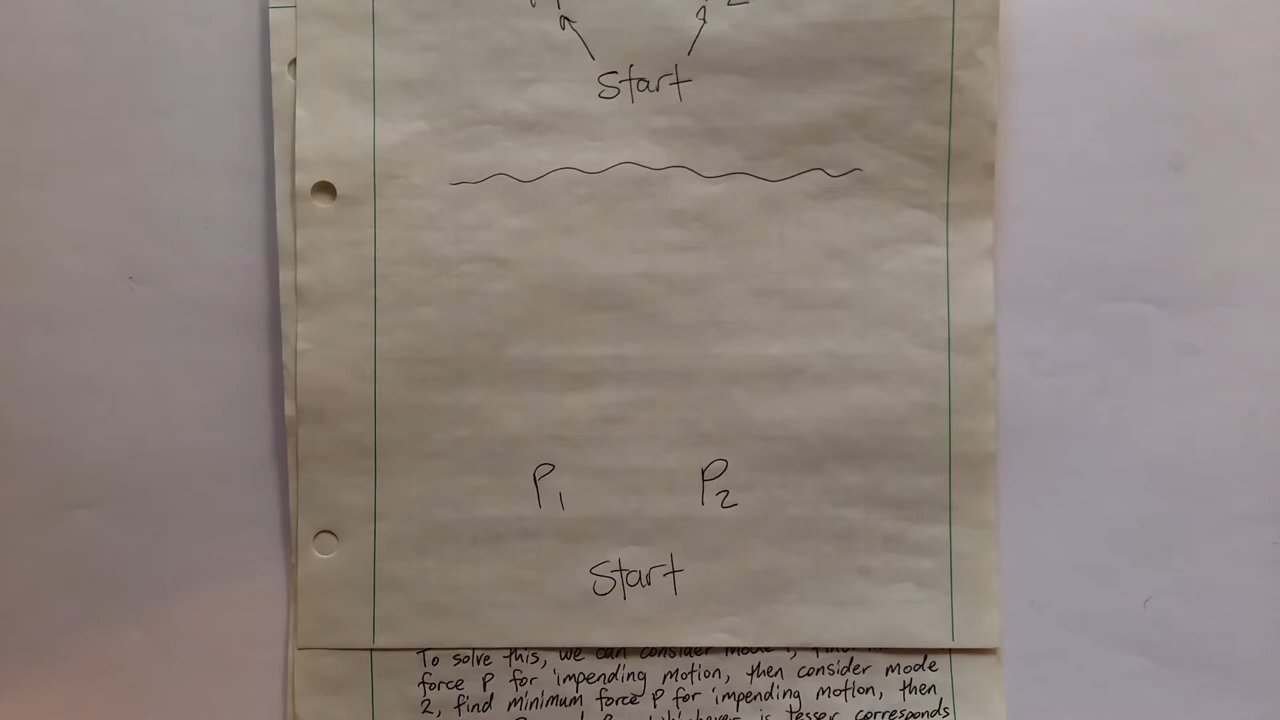 Start
P1 P2
Start
To solve this, we can consider mode
force P for impending motion, then consider mode
2, find minimum force P for impending motion, then
is lesser corresponds